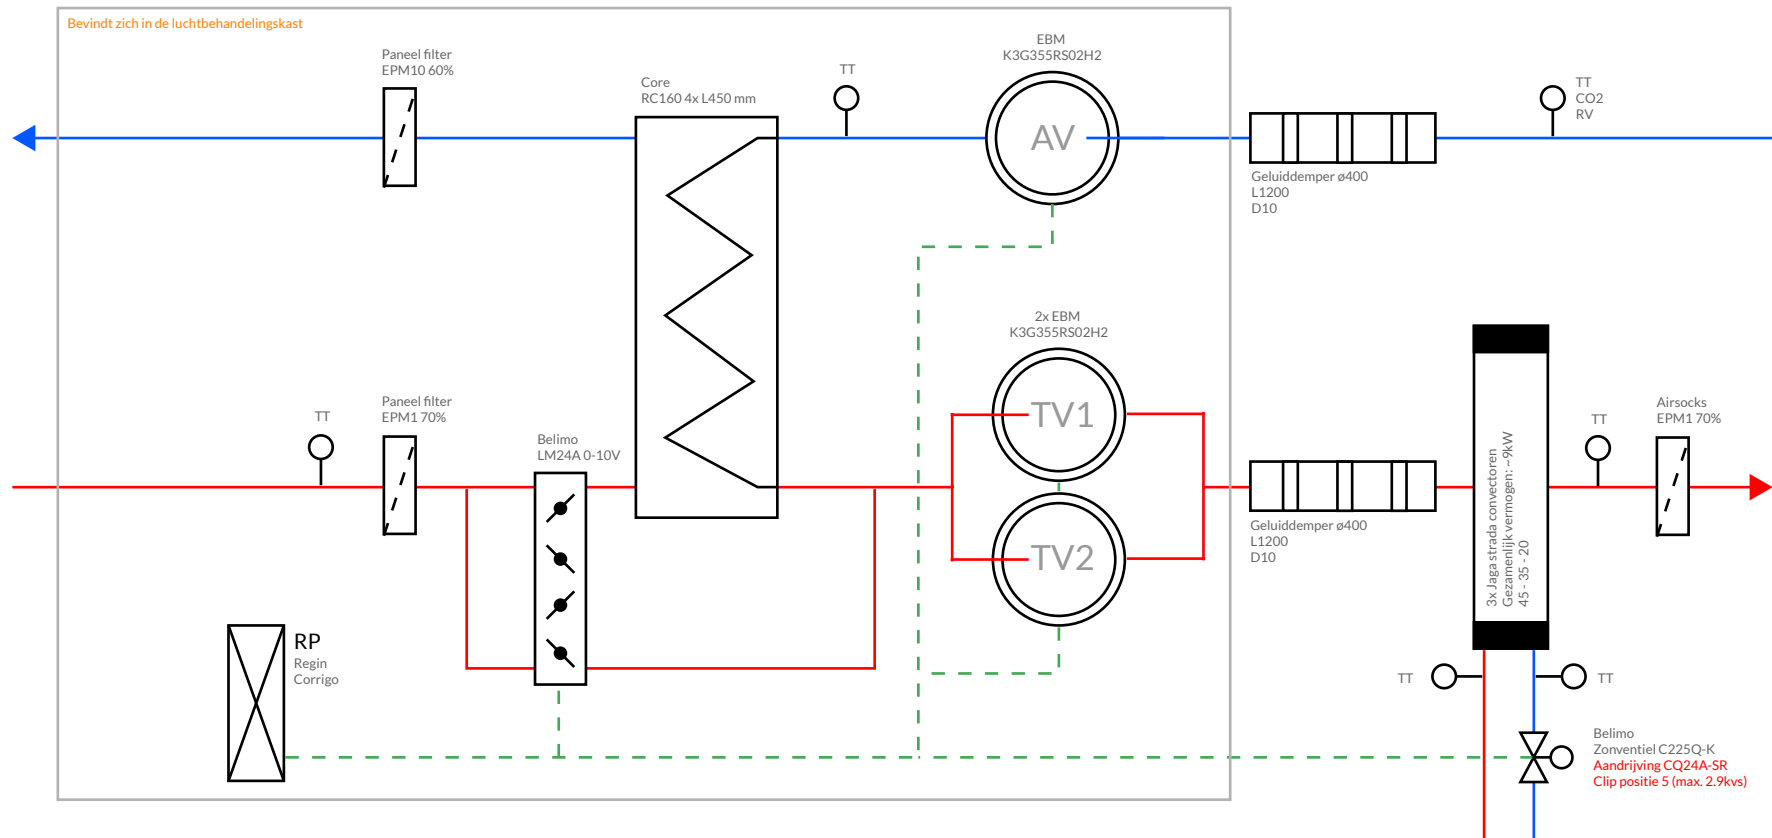 Bevindt zich in de luchtbehandelingskast
Paneel filter
EPM10 60%
Core
RC160 4x L450 mm
TT
EBM
K3G355RS02H2
AV
TT
CO2
RV
Geluiddemper ø400
L1200
D10
2x EBM
K3G355RS02H2
TV1
TV2
TT
Paneel filter
EPM1 70%
Belimo
LM24A 0-10V
Geluiddemper ø400
L1200
D10
3x Jaga strada convectoren
Gezamenlijk vermogen: ~9kW
45 - 35 - 20
TT
Airsocks
EPM1 70%
RP
Regin
Corrigo
TT
TT
Belimo
Zonventiel C225Q-K
Aandrijving CQ24A-SR
Clip positie 5 (max. 2.9kvs)